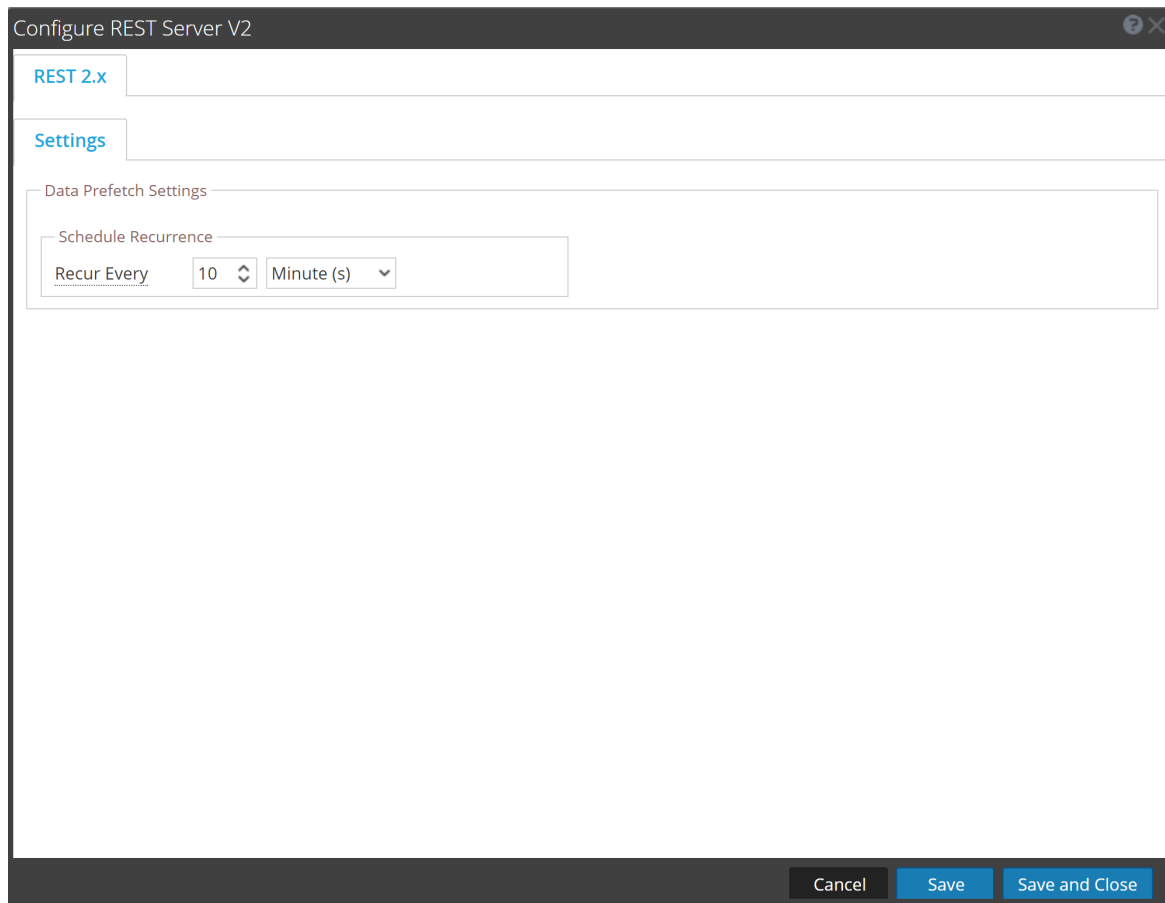 Configure REST Server V2
REST 2.x
Settings
Data Prefetch Settings
Schedule Recurrence
Recur Every 10 Minute (s)
Cancel Save Save and Close